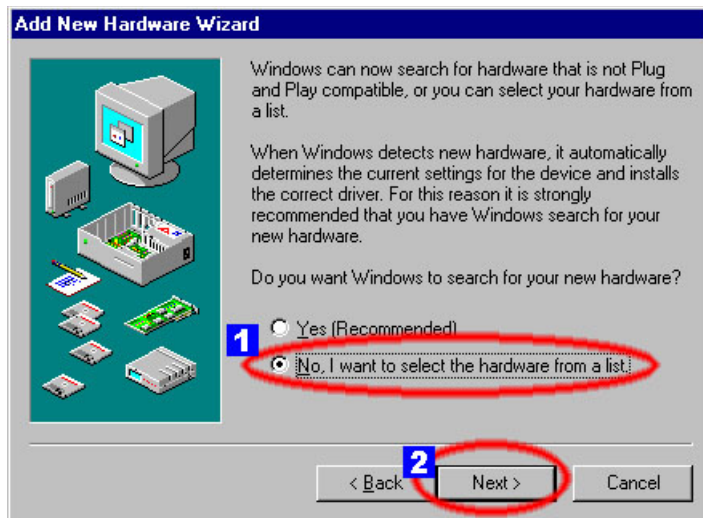 Add New Hardware Wizard
Windows can now search for hardware that is not Plug
and Play compatible, or you can select your hardware from
a list.
When Windows detects new hardware, it automatically
determines the current settings for the device and installs
the correct driver. For this reason it is strongly
recommended that you have Windows search for your
new hardware.
Do you want Windows to search for your new hardware?
Yes (Recommended)
1
No, I want to select the hardware from a list.
2
< Back
Next >
Cancel